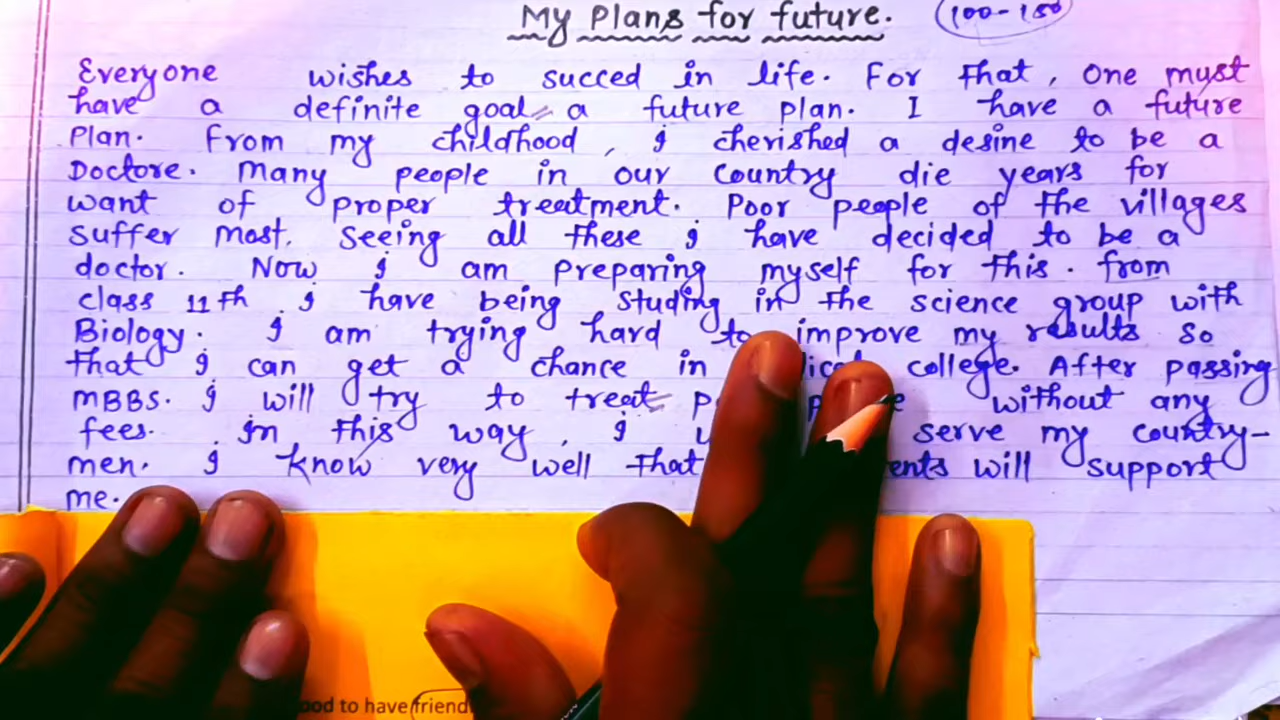 My Plans for future. (100-150)
Everyone wishes to succed in life. For that, one must
have a definite goal a future plan. I have a future
Plan. From my childhood, I cherished a desine to be a
Doctore. Many people in our country die years for
want of proper treetment. Poor people of the villages
suffer most. Seeing all these I have decided to be a
doctor. Now I am preparing myself for this. from
class 11th I have being studing in the science group with
Biology. I am trying hard to improve my results so
that I can get a chance in college. After passing
MBBS. I will try to treat without any
fees. In this way, I serve my country-
men. I know very well that will support
me.
to have friend